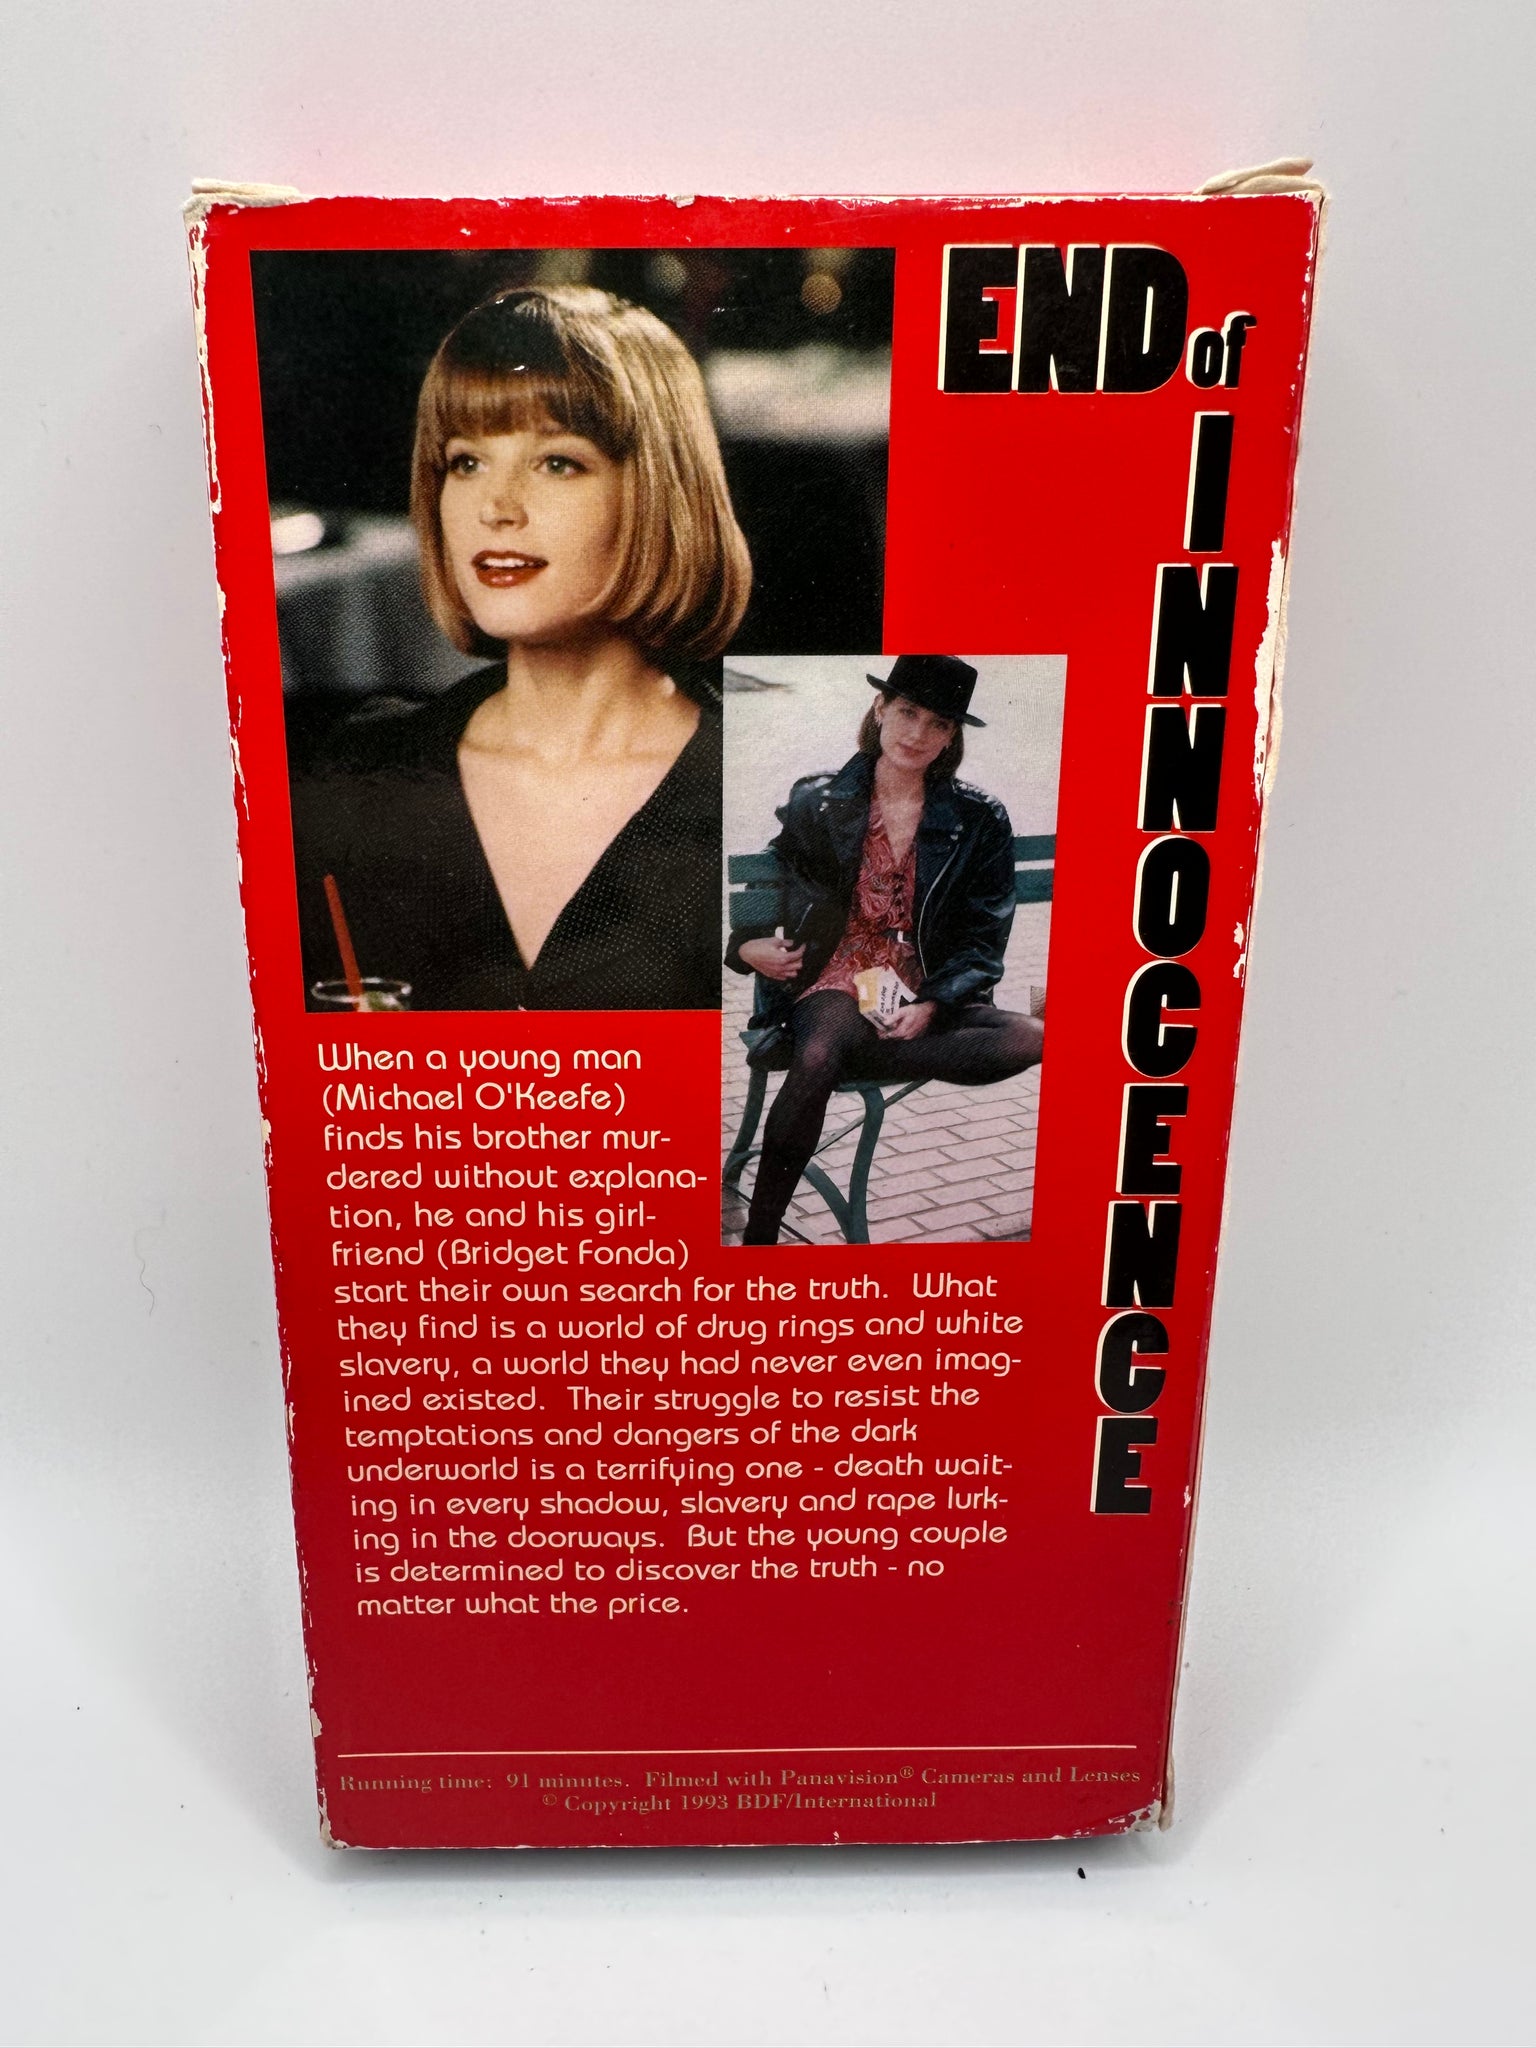 END of
INNOCENCE
When a young man
(Michael O'Keefe)
finds his brother mur-
dered without explana-
tion, he and his girl-
friend (Bridget Fonda)
start their own search for the truth. What
they find is a world of drug rings and white
slavery, a world they had never even imag-
ined existed. Their struggle to resist the
temptations and dangers of the dark
underworld is a terrifying one - death wait-
ing in every shadow, slavery and rape lurk-
ing in the doorways. But the young couple
is determined to discover the truth - no
matter what the price.
Running time: 91 minutes. Filmed with Panavision® Cameras and Lenses
© Copyright 1993 BDF/International